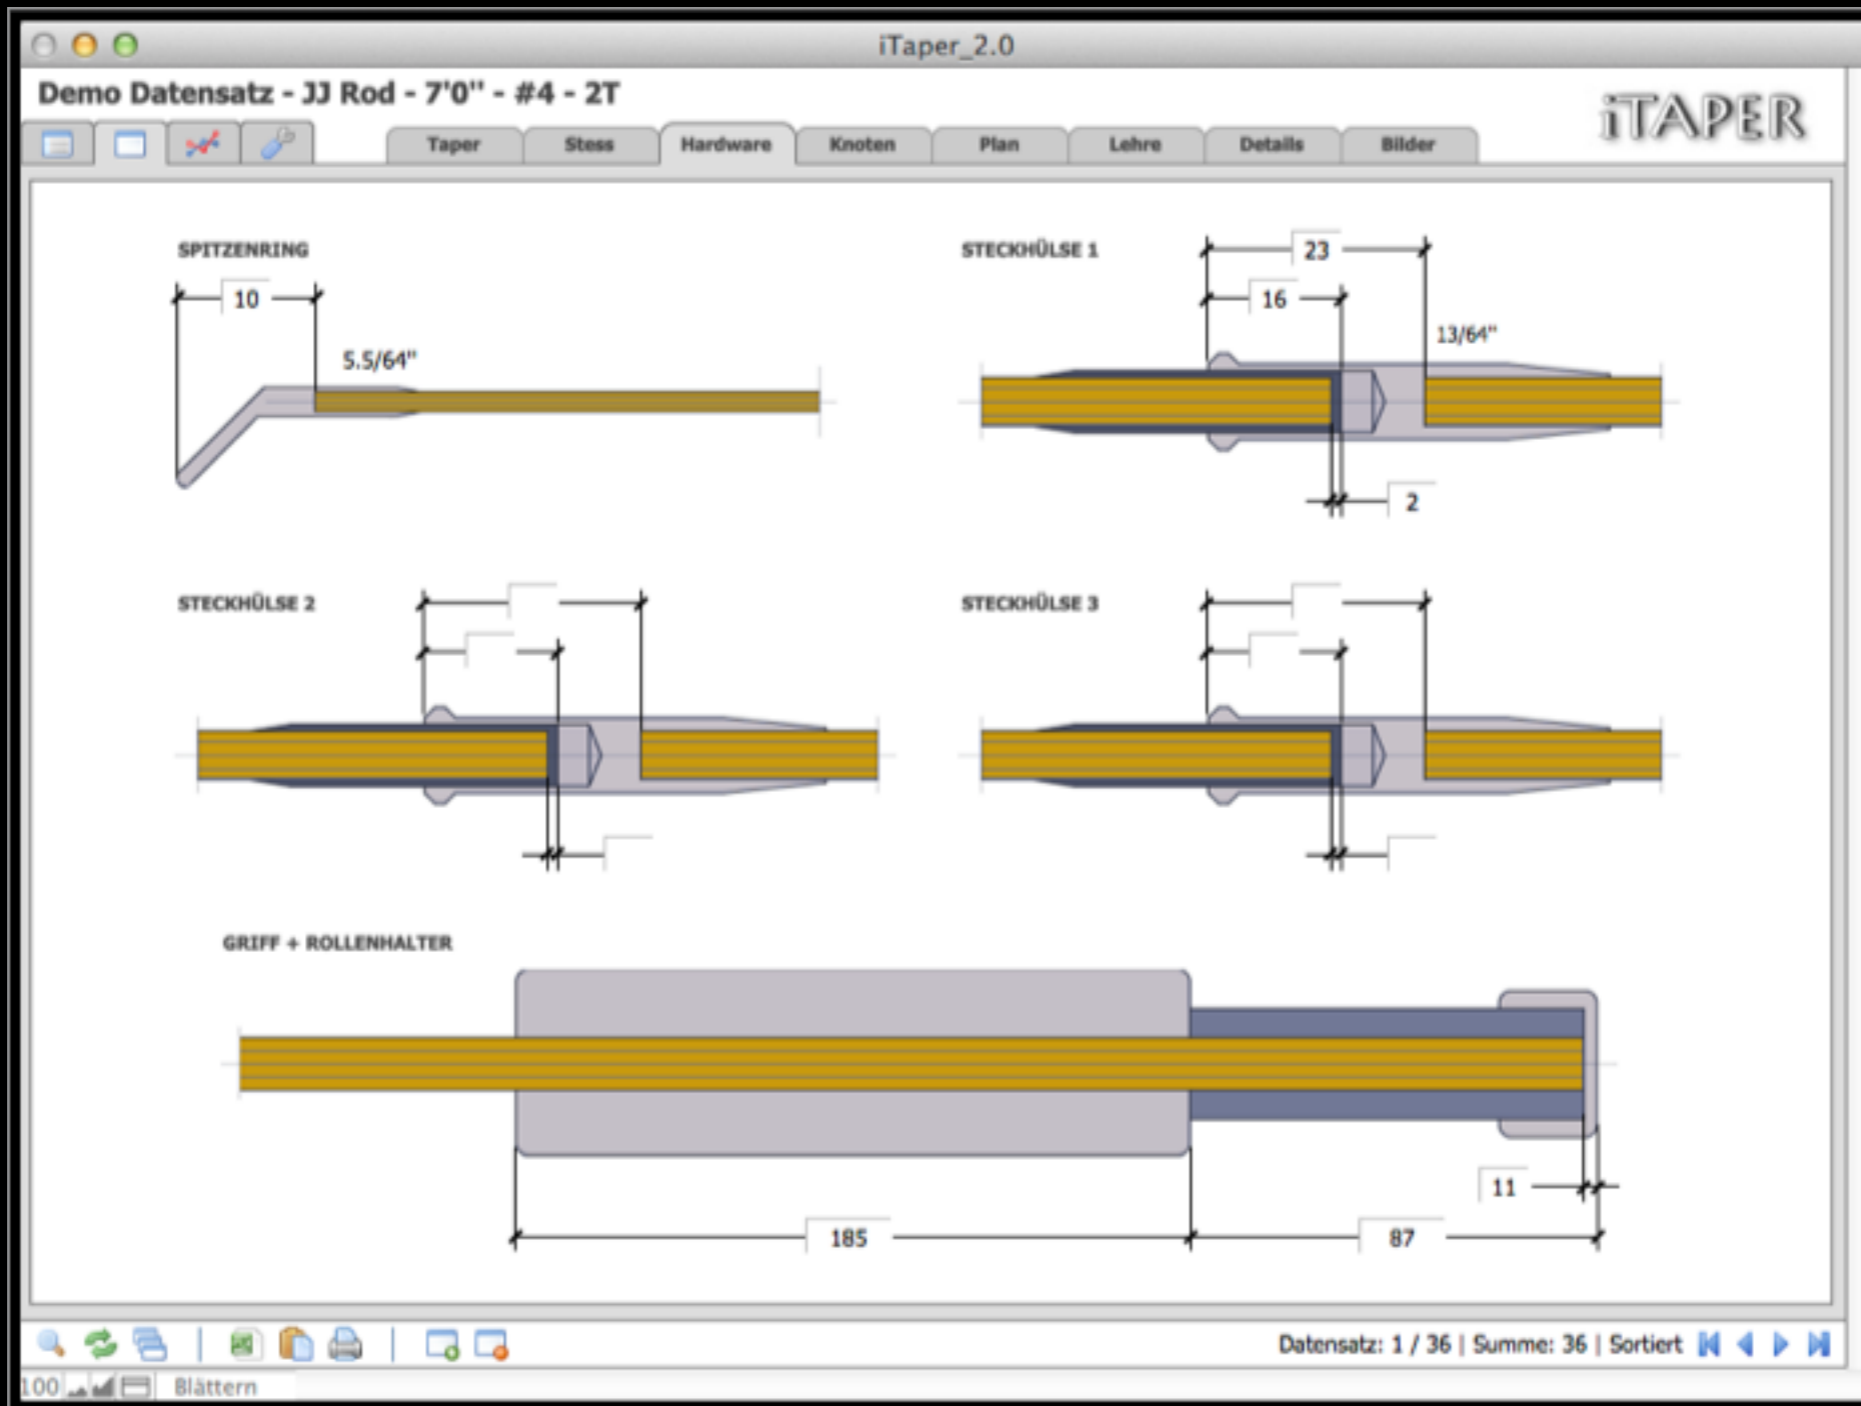 iTaper_2.0
Demo Datensatz - JJ Rod - 7'0" - #4 - 2T
iTAPER
Taper
Stess
Hardware
Knoten
Plan
Lehre
Details
Bilder
SPITZENRING
10
5.5/64"
STECKHÜLSE 1
23
16
13/64"
2
STECKHÜLSE 2
STECKHÜLSE 3
GRIFF + ROLLENHALTER
11
185
87
Datensatz: 1 / 36 | Summe: 36 | Sortiert
100
Blättern